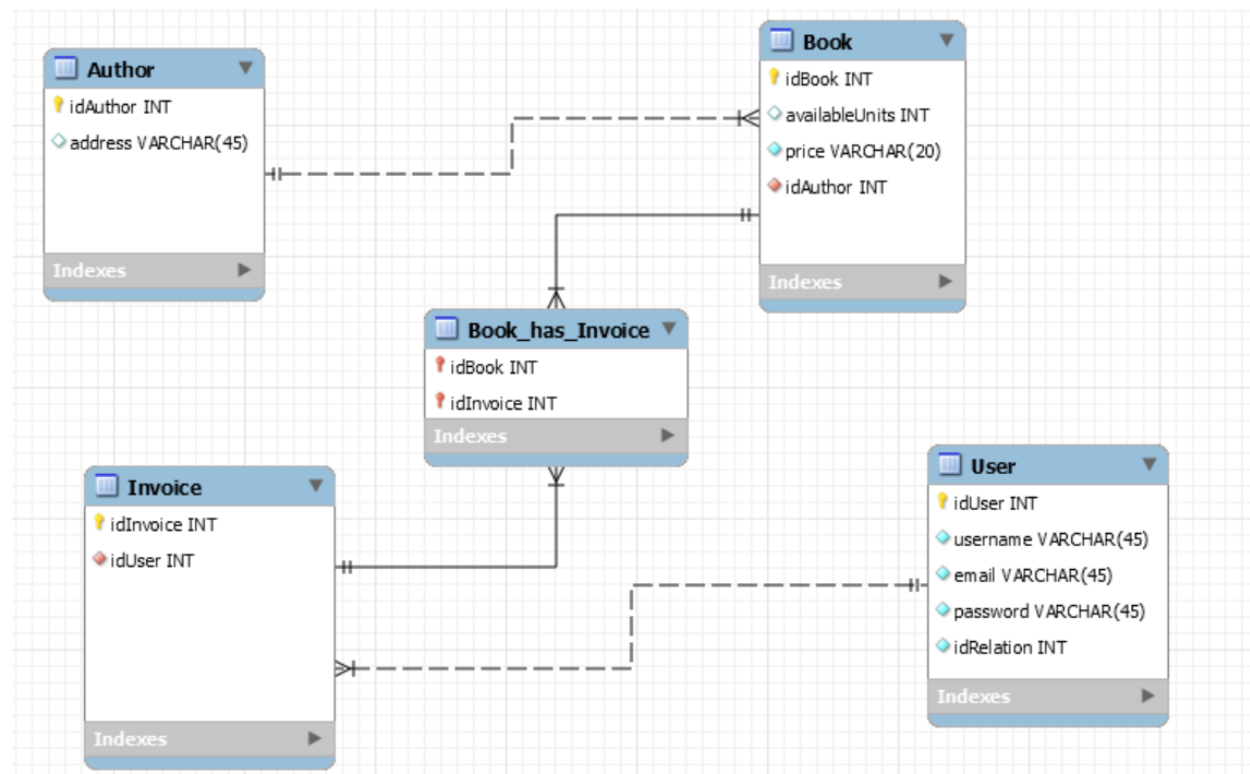 Author
idAuthor INT
address VARCHAR(45)
Indexes
Book
idBook INT
availableUnits INT
price VARCHAR(20)
idAuthor INT
Indexes
Book_has_Invoice
idBook INT
idInvoice INT
Indexes
Invoice
idInvoice INT
idUser INT
Indexes
User
idUser INT
username VARCHAR(45)
email VARCHAR(45)
password VARCHAR(45)
idRelation INT
Indexes